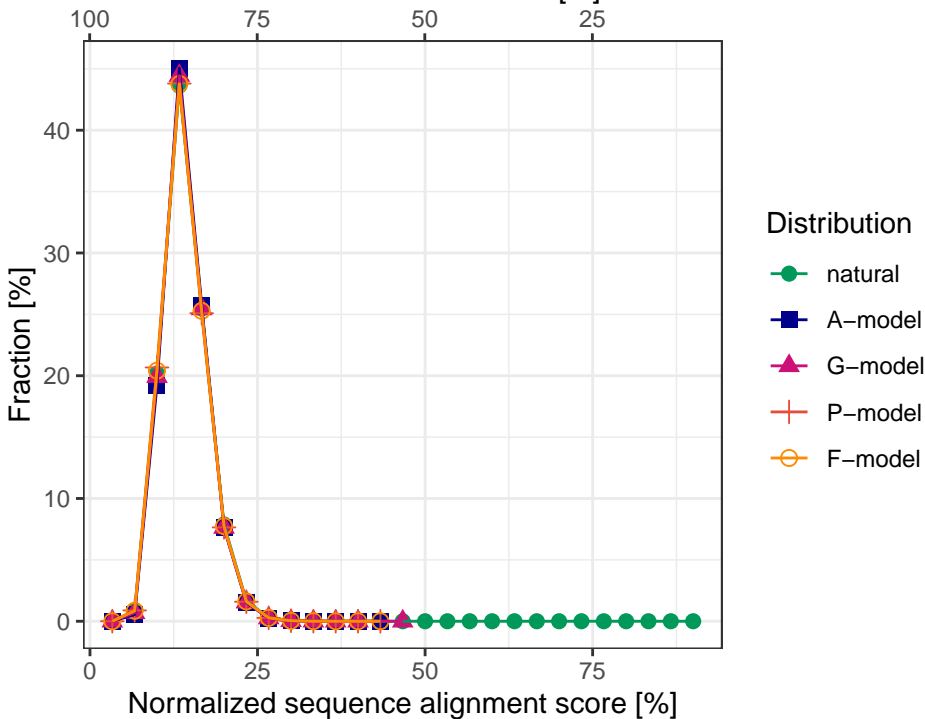 100 75 50 25
40
30
20
10
0
Fraction [%]
0 25 50 75
Normalized sequence alignment score [%]
Distribution
natural
A−model
G−model
P−model
F−model